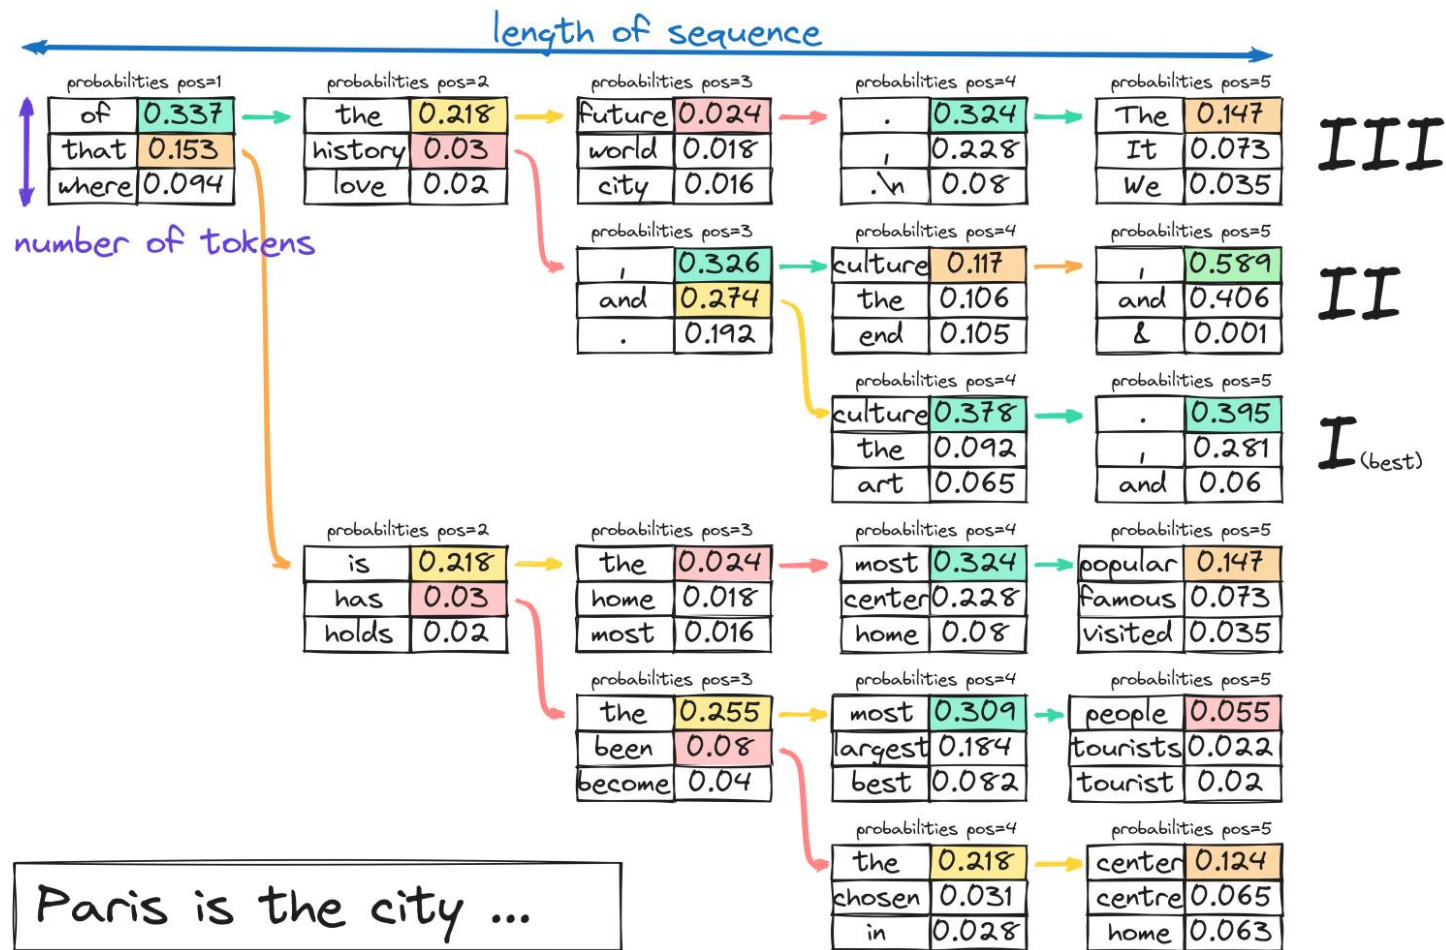 length of sequence
probabilities pos=1 probabilities pos=2 probabilities pos=3 probabilities pos=4 probabilities pos=5
of 0.337 the 0.218 future 0.024 . 0.324 The 0.147
that 0.153 history 0.03 world 0.018 , 0.228 It 0.073 III
where 0.094 love 0.02 city 0.016 .\n 0.08 We 0.035
number of tokens
probabilities pos=3 probabilities pos=4 probabilities pos=5
, 0.326 culture 0.117 , 0.589
and 0.274 the 0.106 and 0.406 II
. 0.192 end 0.105 & 0.001
probabilities pos=4 probabilities pos=5
culture 0.378 . 0.395
the 0.092 , 0.281 I (best)
art 0.065 and 0.06
probabilities pos=2 probabilities pos=3 probabilities pos=4 probabilities pos=5
is 0.218 the 0.024 most 0.324 popular 0.147
has 0.03 home 0.018 center 0.228 famous 0.073
holds 0.02 most 0.016 home 0.08 visited 0.035
probabilities pos=3 probabilities pos=4 probabilities pos=5
the 0.255 most 0.309 people 0.055
been 0.08 largest 0.184 tourists 0.022
become 0.04 best 0.082 tourist 0.02
probabilities pos=4 probabilities pos=5
the 0.218 center 0.124
chosen 0.031 centre 0.065
in 0.028 home 0.063
Paris is the city ...